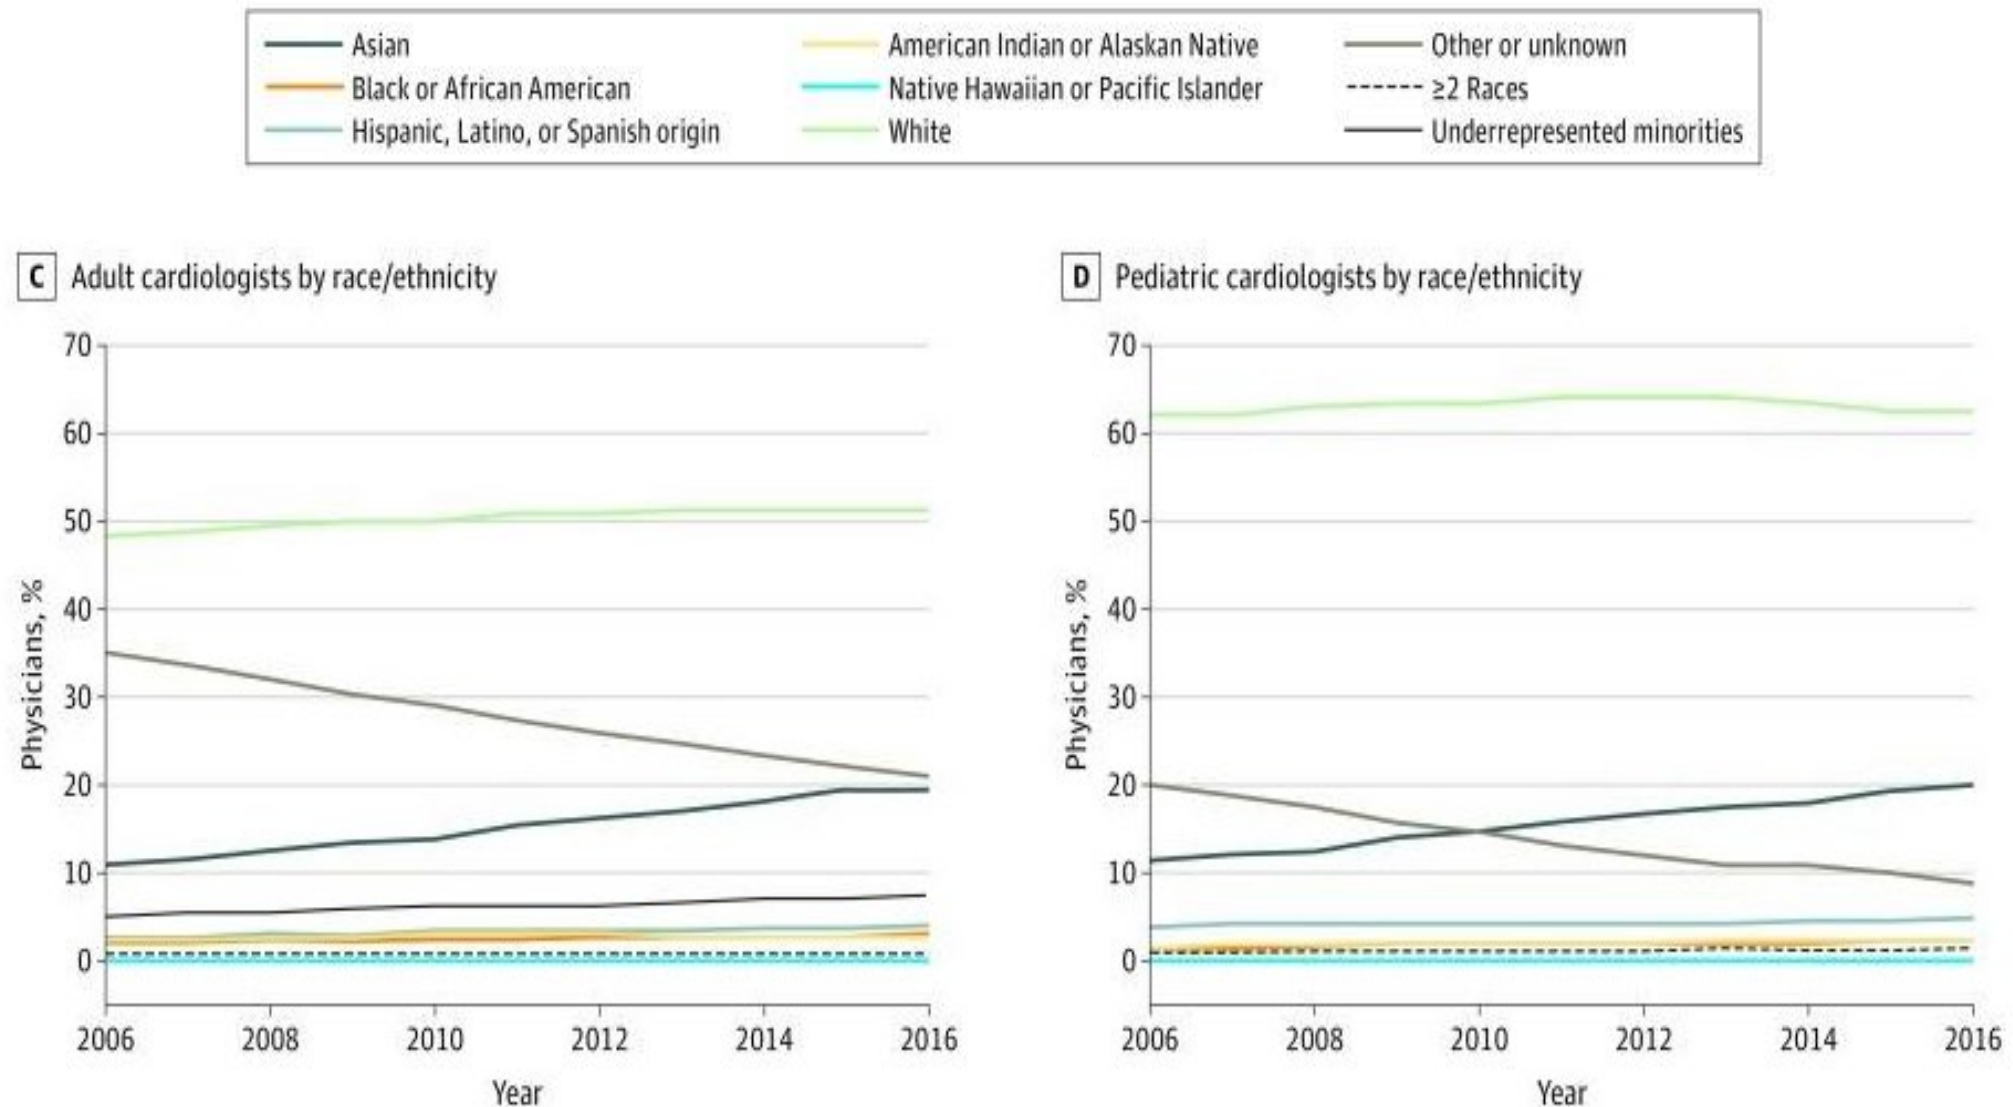 Asian
Black or African American
Hispanic, Latino, or Spanish origin
American Indian or Alaskan Native
Native Hawaiian or Pacific Islander
White
Other or unknown
≥2 Races
Underrepresented minorities
C Adult cardiologists by race/ethnicity
70
60
50
40
30
20
10
0
Physicians, %
2006 2008 2010 2012 2014 2016
Year
D Pediatric cardiologists by race/ethnicity
70
60
50
40
30
20
10
0
Physicians, %
2006 2008 2010 2012 2014 2016
Year